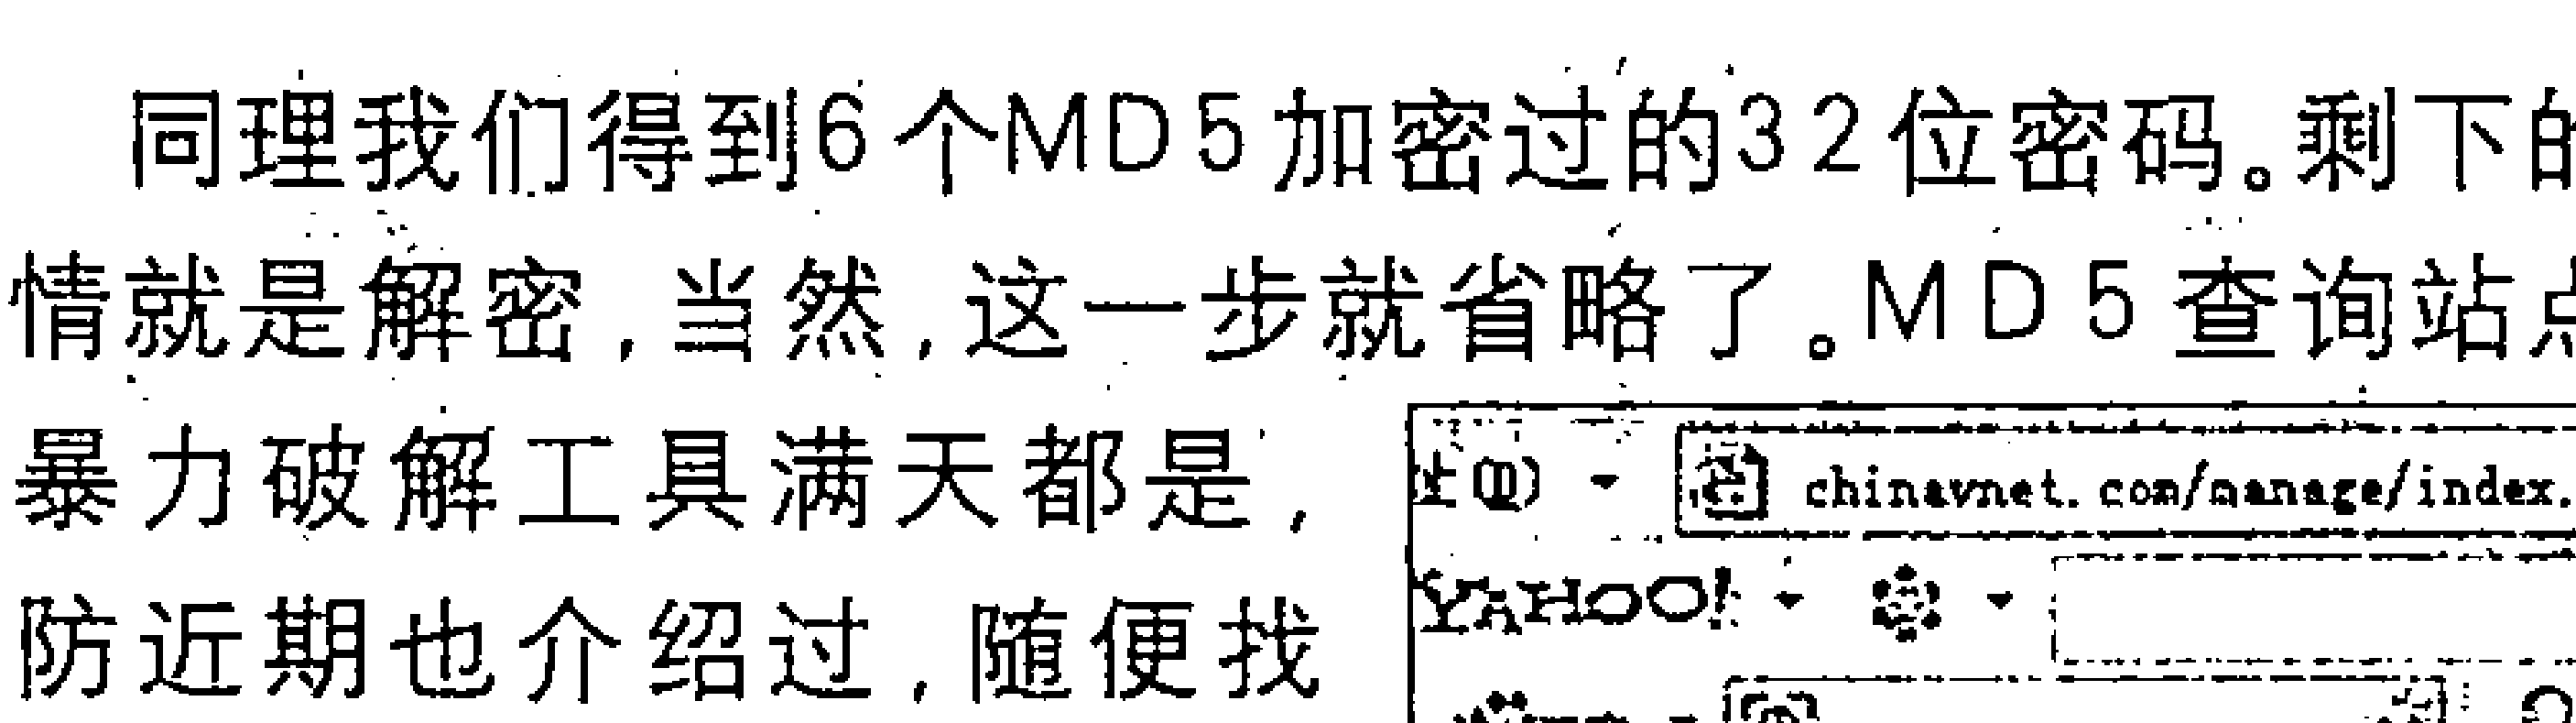 同理我们得到6个MD5加密过的32位密码。剩下的
情就是解密,当然,这一步就省略了。MD5查询站点
暴力破解工具满天都是,
防近期也介绍过,随便找
chinavnet.com/manage/index.
YAHOO!